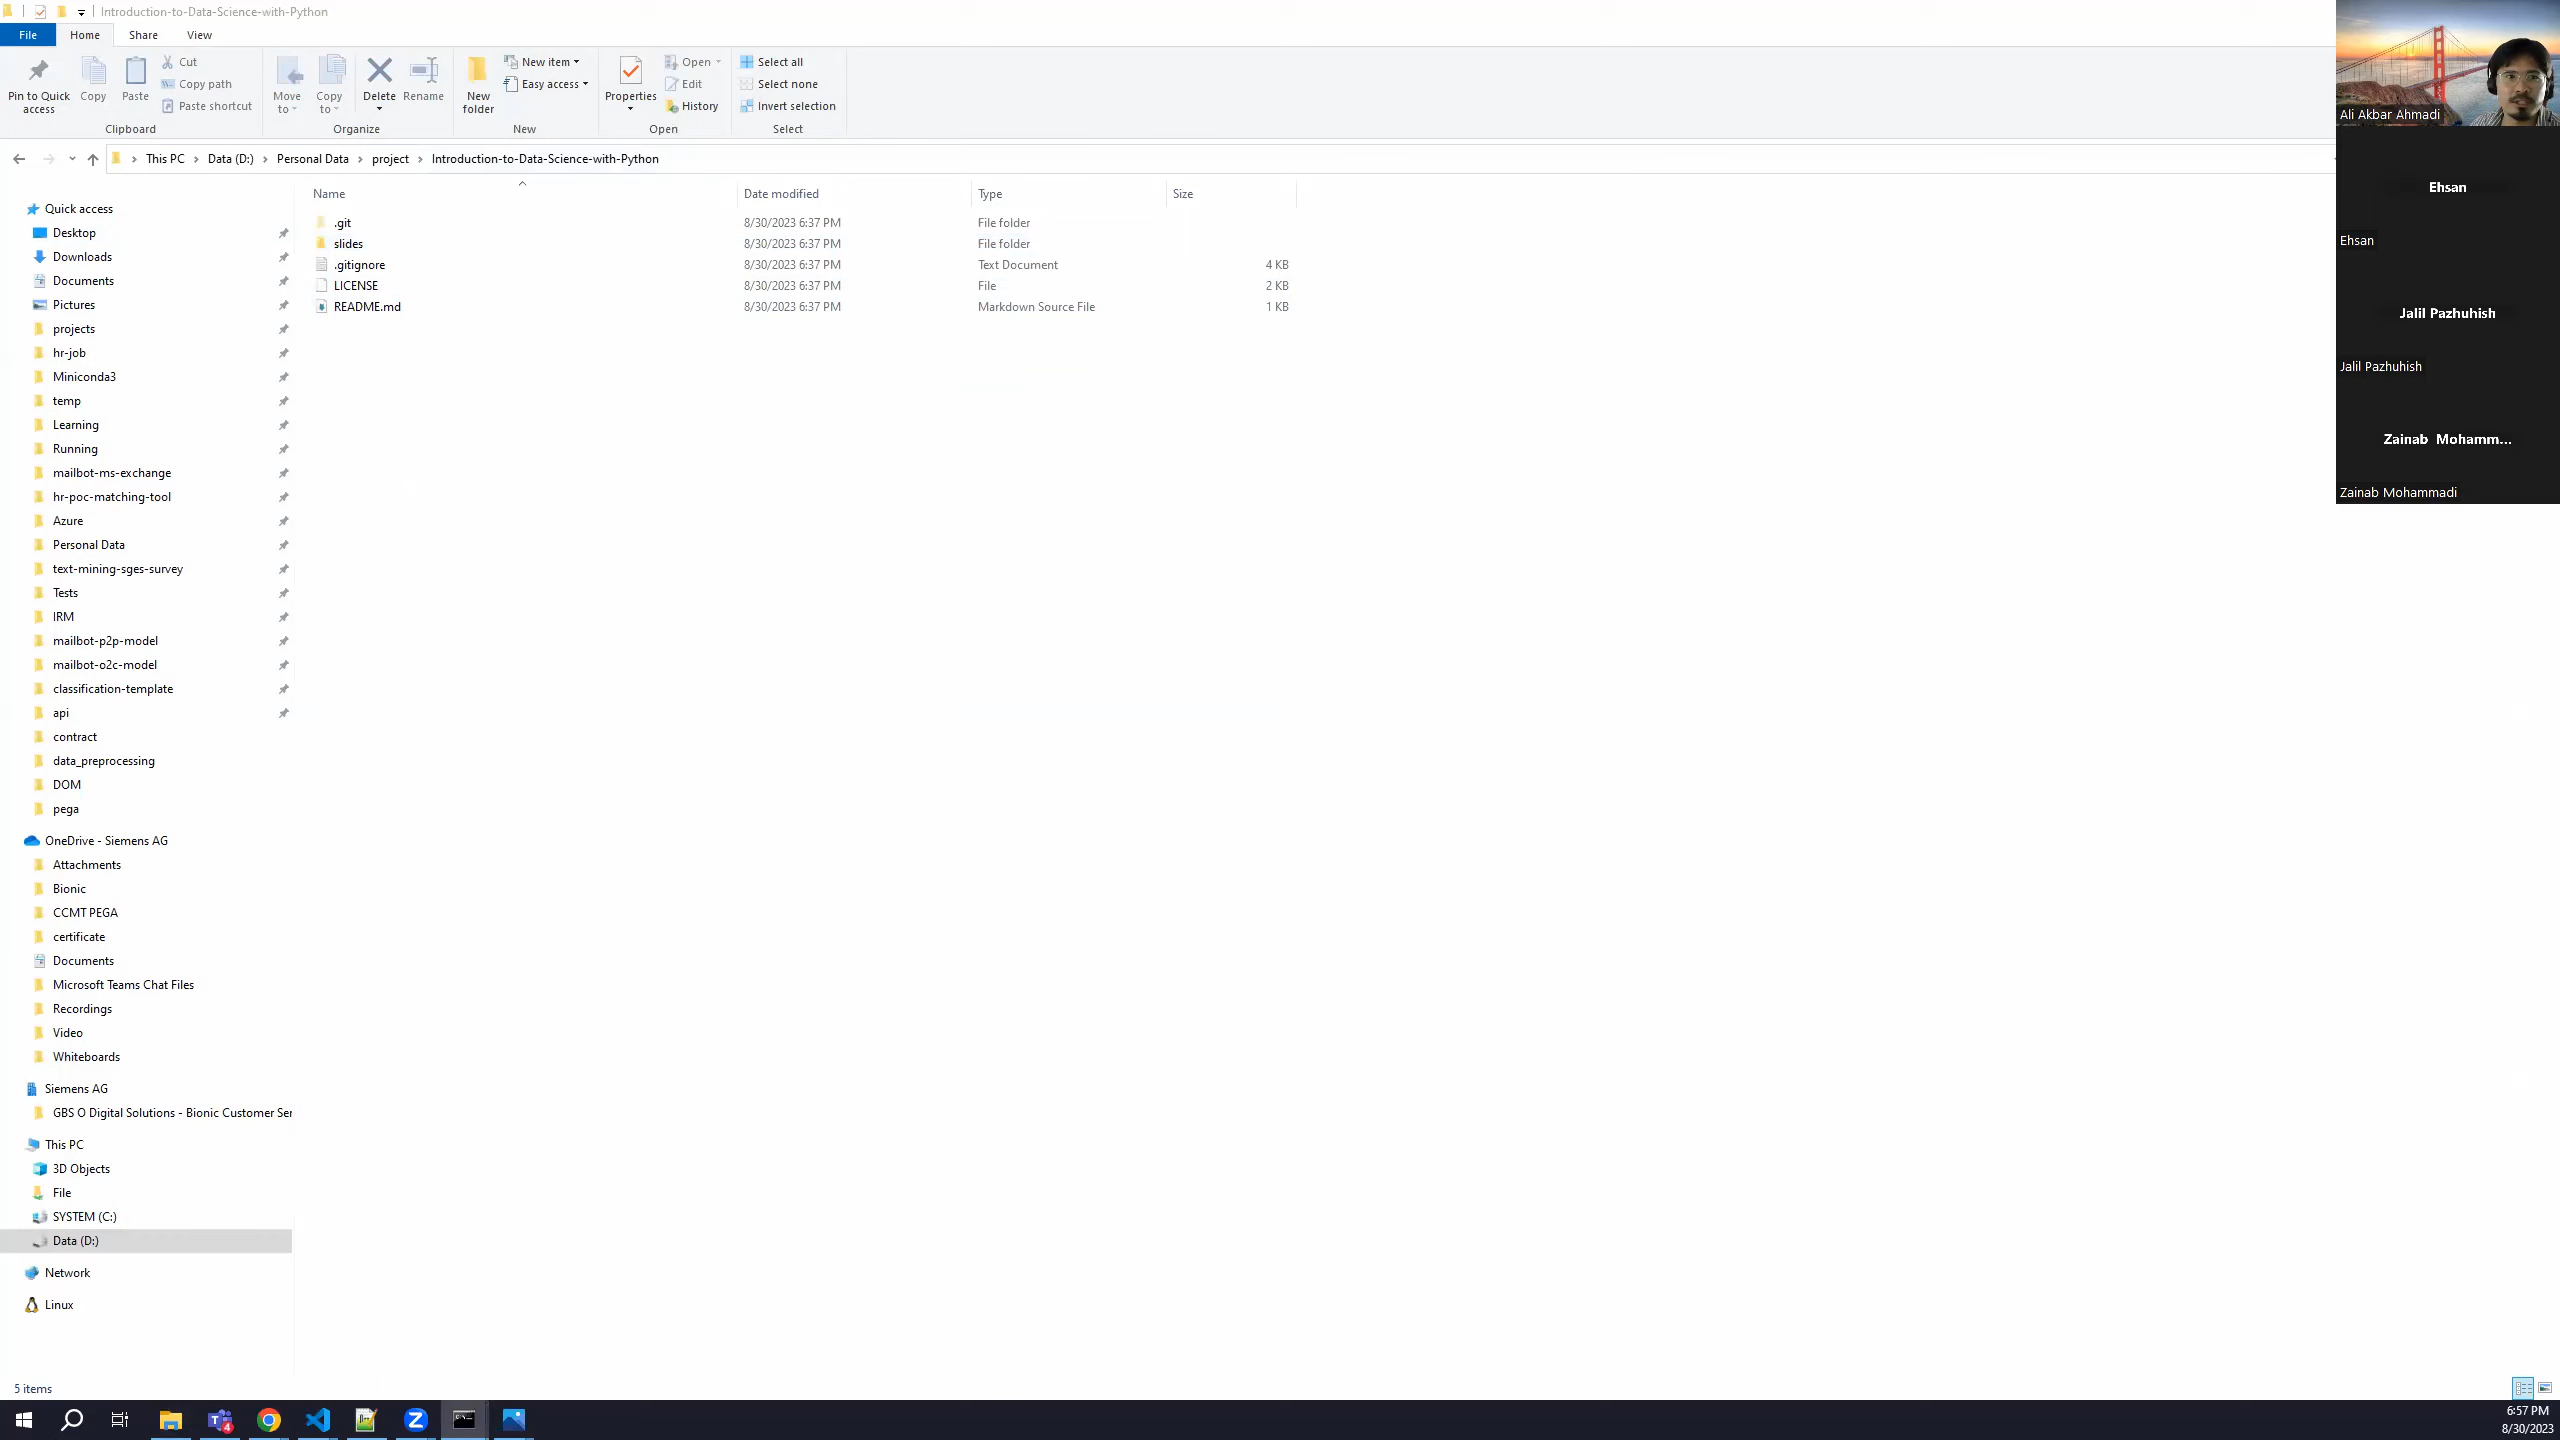 Introduction-to-Data-Science-with-Python
File Home Share View
Pin to Quick access
Copy
Paste
Cut
Copy path
Paste shortcut
Clipboard
Move to
Copy to
Delete
Rename
Organize
New folder
New item
Easy access
New
Properties
Open
Edit
History
Open
Select all
Select none
Invert selection
Select
This PC Data (D:) Personal Data project Introduction-to-Data-Science-with-Python
Name Date modified Type Size
.git 8/30/2023 6:37 PM File folder
slides 8/30/2023 6:37 PM File folder
.gitignore 8/30/2023 6:37 PM Text Document 4 KB
LICENSE 8/30/2023 6:37 PM File 2 KB
README.md 8/30/2023 6:37 PM Markdown Source File 1 KB
Quick access
Desktop
Downloads
Documents
Pictures
projects
hr-job
Miniconda3
temp
Learning
Running
mailbot-ms-exchange
hr-poc-matching-tool
Azure
Personal Data
text-mining-sges-survey
Tests
IRM
mailbot-p2p-model
mailbot-o2c-model
classification-template
api
contract
data_preprocessing
DOM
pega
OneDrive - Siemens AG
Attachments
Bionic
CCMT PEGA
certificate
Documents
Microsoft Teams Chat Files
Recordings
Video
Whiteboards
Siemens AG
GBS O Digital Solutions - Bionic Customer Ser
This PC
3D Objects
File
SYSTEM (C:)
Data (D:)
Network
Linux
5 items
Ali Akbar Ahmadi
Ehsan
Ehsan
Jalil Pazhuhish
Jalil Pazhuhish
Zainab Mohamm...
Zainab Mohammadi
4
6:57 PM
8/30/2023